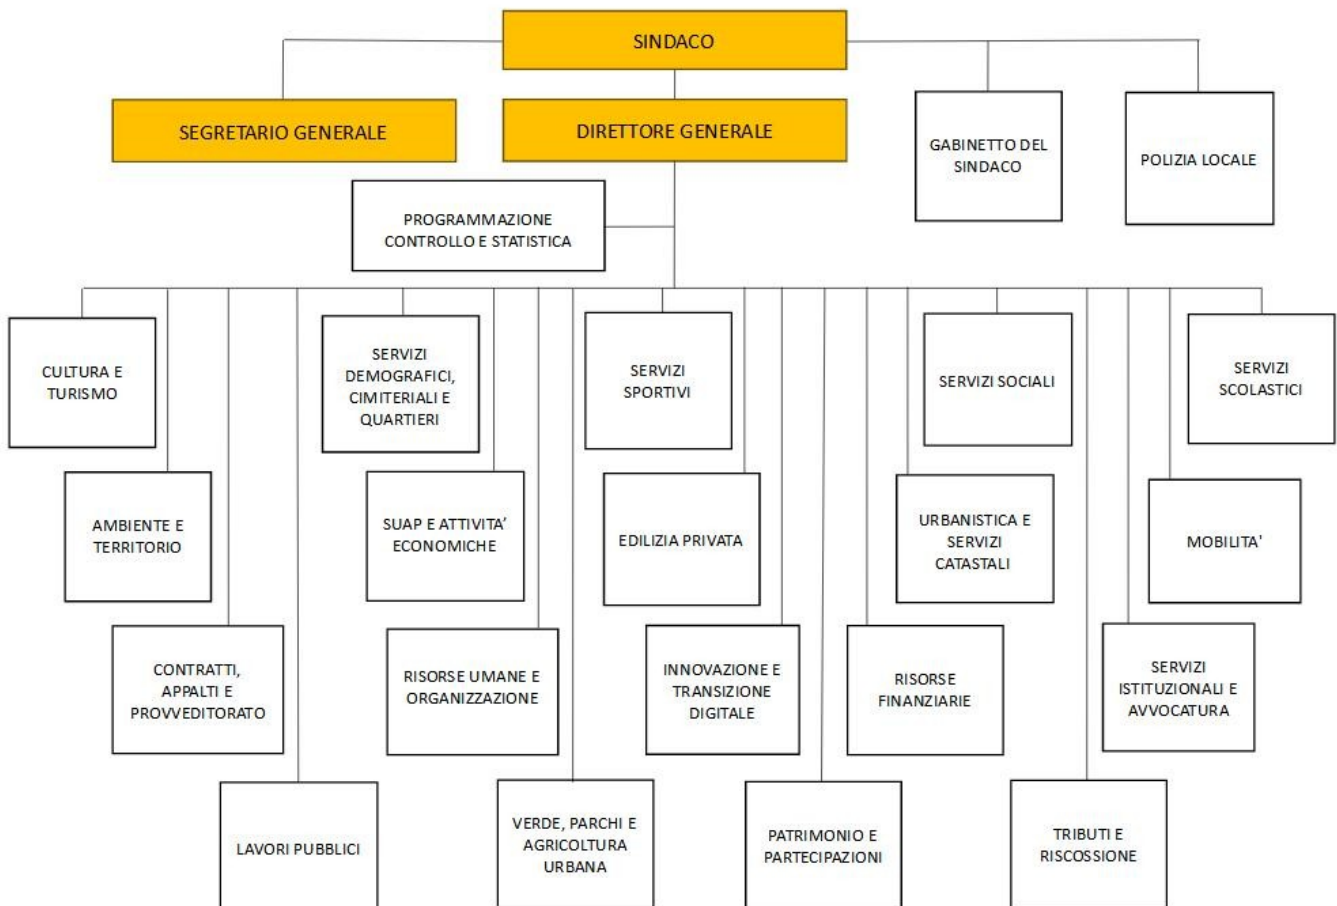 SINDACO
SEGRETARIO GENERALE
DIRETTORE GENERALE
GABINETTO DEL
SINDACO
POLIZIA LOCALE
PROGRAMMAZIONE
CONTROLLO E STATISTICA
CULTURA E
TURISMO
SERVIZI
DEMOGRAFICI,
CIMITERIALI E
QUARTIERI
SERVIZI
SPORTIVI
SERVIZI SOCIALI
SERVIZI
SCOLASTICI
AMBIENTE E
TERRITORIO
SUAP E ATTIVITA’
ECONOMICHE
EDILIZIA PRIVATA
URBANISTICA E
SERVIZI
CATASTALI
MOBILITA'
CONTRATTI,
APPALTI E
PROVVEDITORATO
RISORSE UMANE E
ORGANIZZAZIONE
INNOVAZIONE E
TRANSIZIONE
DIGITALE
RISORSE
FINANZIARIE
SERVIZI
ISTITUZIONALI E
AVVOCATURA
LAVORI PUBBLICI
VERDE, PARCHI E
AGRICOLTURA
URBANA
PATRIMONIO E
PARTECIPAZIONI
TRIBUTI E
RISCOSSIONE